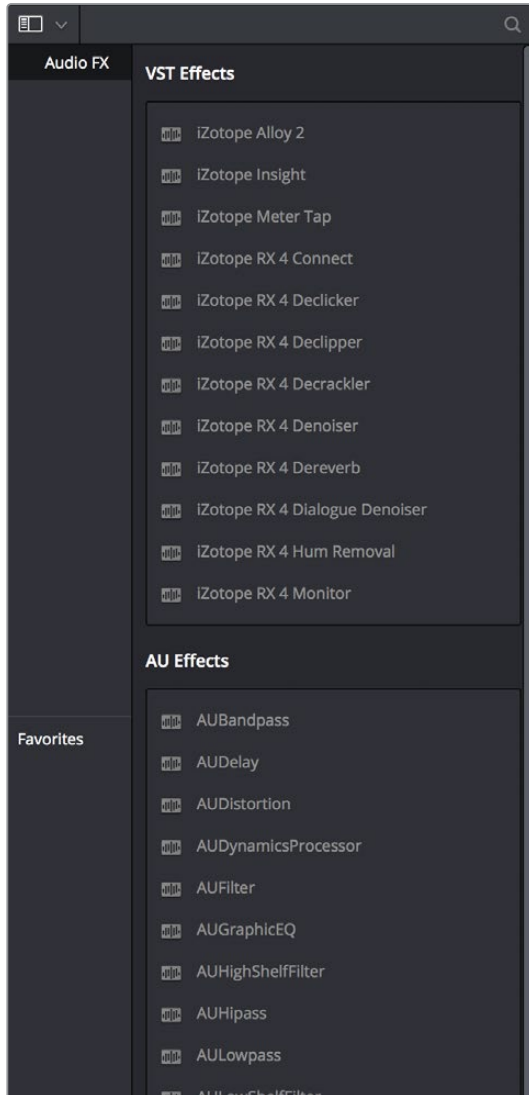 Audio FX
VST Effects
iZotope Alloy 2
iZotope Insight
iZotope Meter Tap
iZotope RX 4 Connect
iZotope RX 4 Declicker
iZotope RX 4 Declipper
iZotope RX 4 Decrackler
iZotope RX 4 Denoiser
iZotope RX 4 Dereverb
iZotope RX 4 Dialogue Denoiser
iZotope RX 4 Hum Removal
iZotope RX 4 Monitor
AU Effects
Favorites
AUBandpass
AUDelay
AUDistortion
AUDynamicsProcessor
AUFilter
AUGraphicEQ
AUHighShelfFilter
AUHipass
AULowpass
AULowShelfFilter